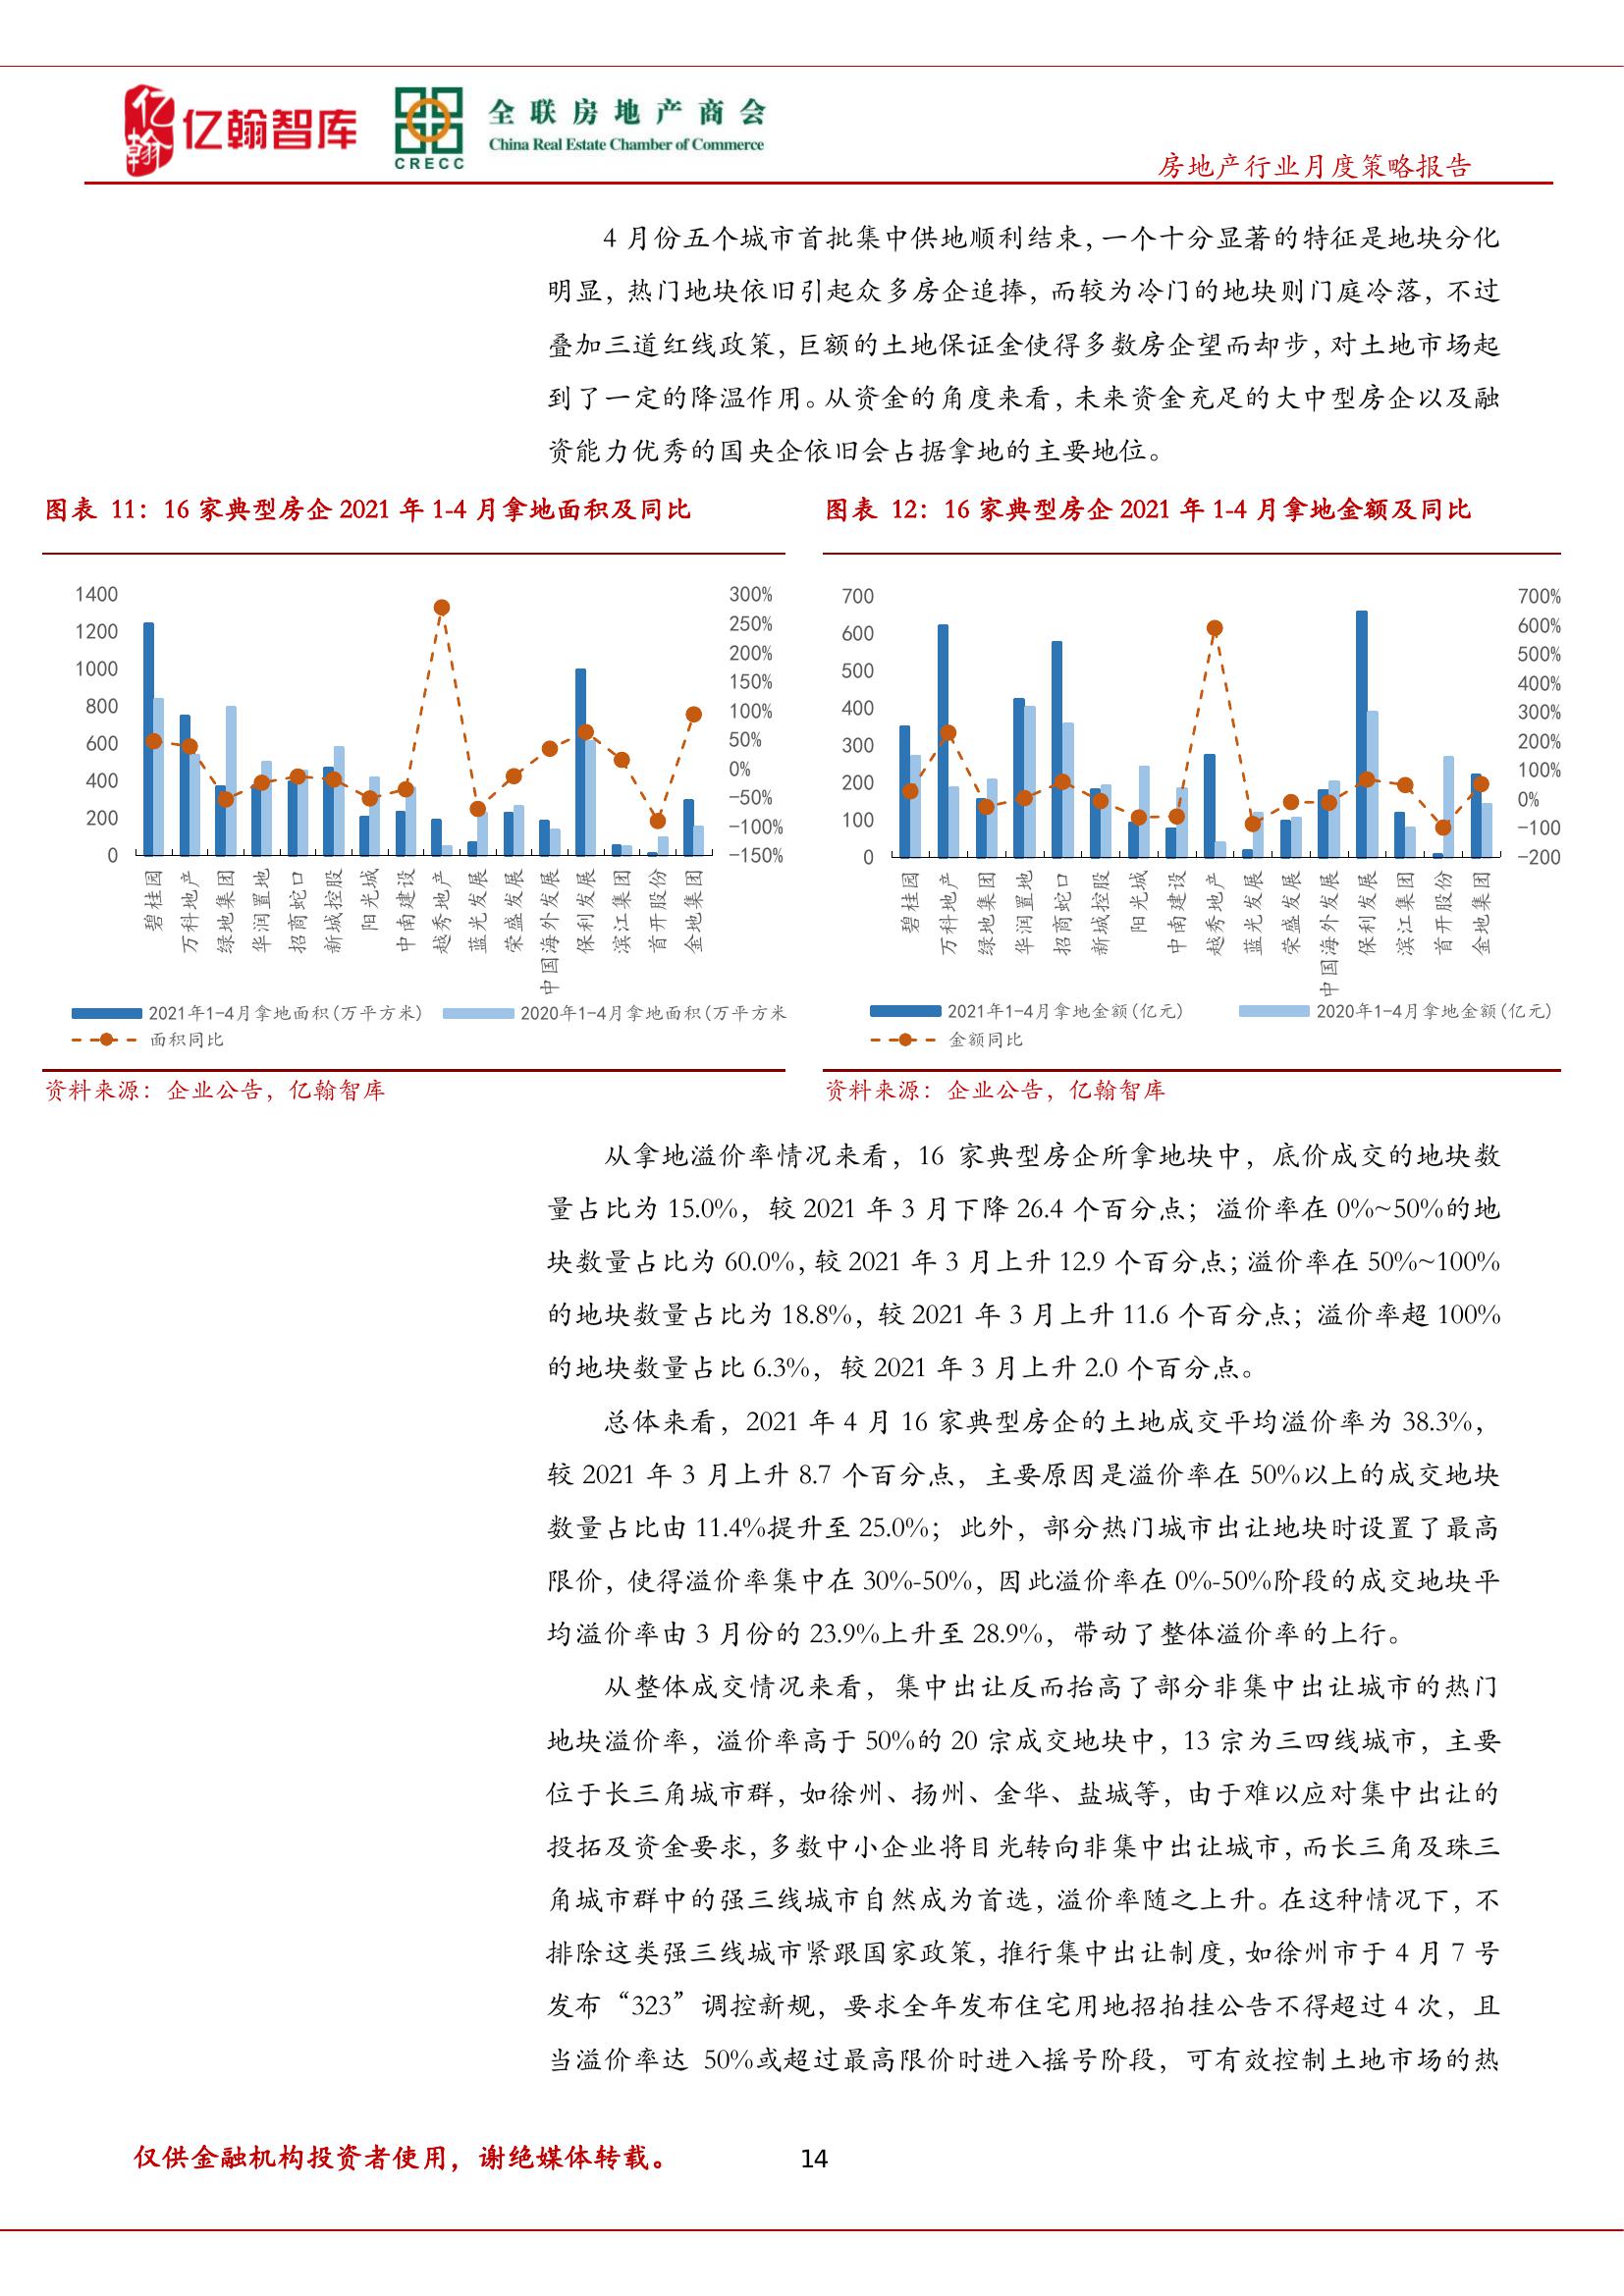 亿翰
亿翰智库
CRECC
全联房地产商会
China Real Estate Chamber of Commerce
房地产行业月度策略报告
4 月份五个城市首批集中供地顺利结束，一个十分显著的特征是地块分化
明显，热门地块依旧引起众多房企追捧，而较为冷门的地块则门庭冷落，不过
叠加三道红线政策，巨额的土地保证金使得多数房企望而却步，对土地市场起
到了一定的降温作用。从资金的角度来看，未来资金充足的大中型房企以及融
资能力优秀的国央企依旧会占据拿地的主要地位。
图表 11：16 家典型房企 2021 年 1-4 月拿地面积及同比
1400
1200
1000
800
600
400
200
0
300%
250%
200%
150%
100%
50%
0%
-50%
-100%
-150%
碧桂园
万科地产
绿地集团
华润置地
招商蛇口
新城控股
阳光城
中南建设
越秀地产
蓝光发展
荣盛发展
中国海外发展
保利发展
滨江集团
首开股份
金地集团
2021年1-4月拿地面积(万平方米)
2020年1-4月拿地面积(万平方米
面积同比
资料来源：企业公告，亿翰智库
图表 12：16 家典型房企 2021 年 1-4 月拿地金额及同比
700
600
500
400
300
200
100
0
700%
600%
500%
400%
300%
200%
100%
0%
-100
-200
碧桂园
万科地产
绿地集团
华润置地
招商蛇口
新城控股
阳光城
中南建设
越秀地产
蓝光发展
荣盛发展
中国海外发展
保利发展
滨江集团
首开股份
金地集团
2021年1-4月拿地金额(亿元)
2020年1-4月拿地金额(亿元)
金额同比
资料来源：企业公告，亿翰智库
从拿地溢价率情况来看，16 家典型房企所拿地块中，底价成交的地块数
量占比为 15.0%，较 2021 年 3 月下降 26.4 个百分点；溢价率在 0%~50%的地
块数量占比为 60.0%，较 2021 年 3 月上升 12.9 个百分点；溢价率在 50%~100%
的地块数量占比为 18.8%，较 2021 年 3 月上升 11.6 个百分点；溢价率超 100%
的地块数量占比 6.3%，较 2021 年 3 月上升 2.0 个百分点。
总体来看，2021 年 4 月 16 家典型房企的土地成交平均溢价率为 38.3%，
较 2021 年 3 月上升 8.7 个百分点，主要原因是溢价率在 50%以上的成交地块
数量占比由 11.4%提升至 25.0%；此外，部分热门城市出让地块时设置了最高
限价，使得溢价率集中在 30%-50%，因此溢价率在 0%-50%阶段的成交地块平
均溢价率由 3 月份的 23.9%上升至 28.9%，带动了整体溢价率的上行。
从整体成交情况来看，集中出让反而抬高了部分非集中出让城市的热门
地块溢价率，溢价率高于 50%的 20 宗成交地块中，13 宗为三四线城市，主要
位于长三角城市群，如徐州、扬州、金华、盐城等，由于难以应对集中出让的
投拓及资金要求，多数中小企业将目光转向非集中出让城市，而长三角及珠三
角城市群中的强三线城市自然成为首选，溢价率随之上升。在这种情况下，不
排除这类强三线城市紧跟国家政策，推行集中出让制度，如徐州市于 4 月 7 号
发布“323”调控新规，要求全年发布住宅用地招拍挂公告不得超过 4 次，且
当溢价率达 50%或超过最高限价时进入摇号阶段，可有效控制土地市场的热
仅供金融机构投资者使用，谢绝媒体转载。
14